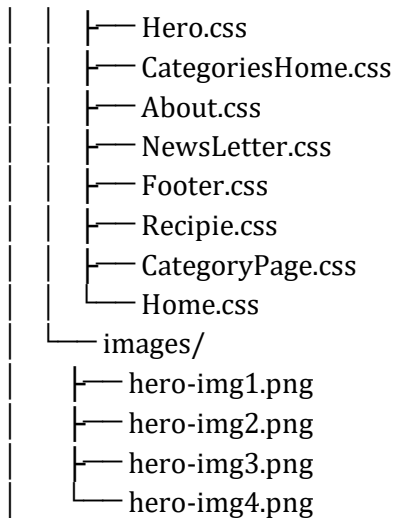 Hero.css
CategoriesHome.css
About.css
NewsLetter.css
Footer.css
Recipie.css
CategoryPage.css
Home.css
images/
hero-img1.png
hero-img2.png
hero-img3.png
hero-img4.png